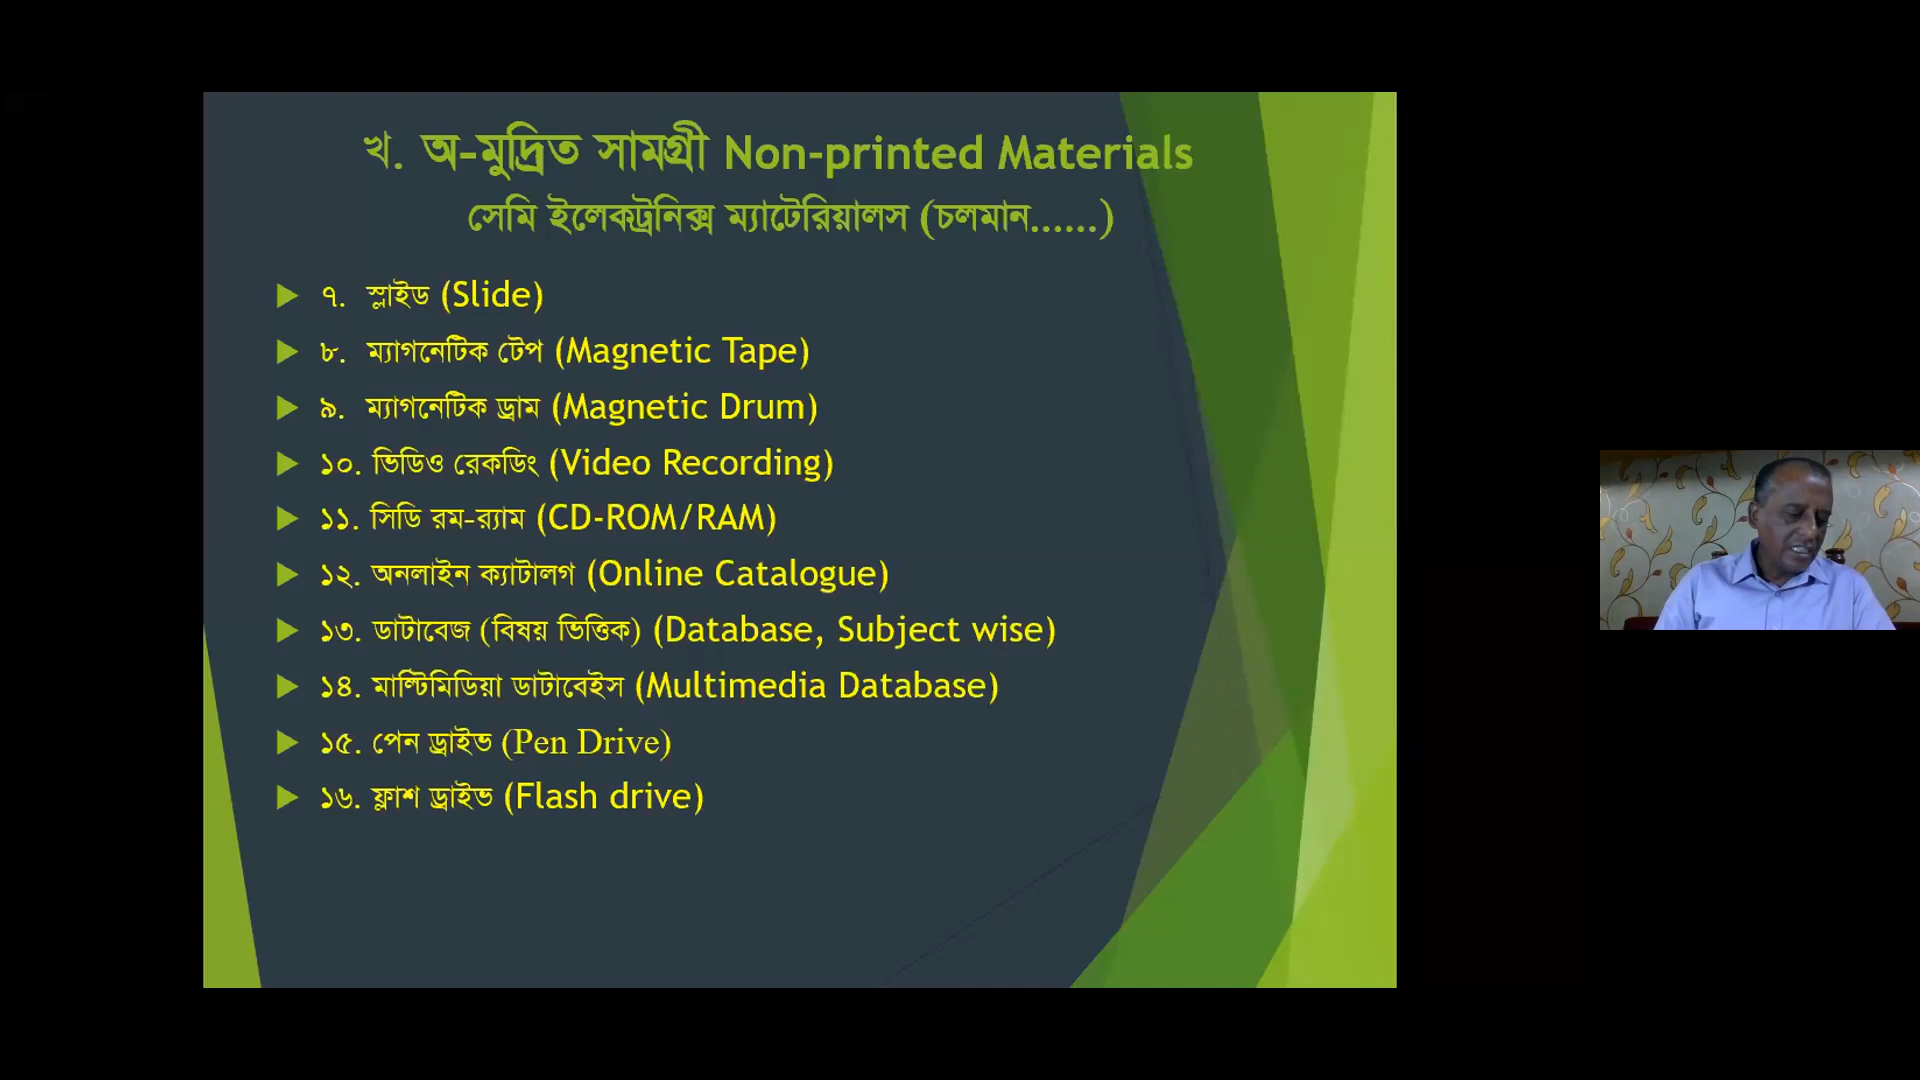 খ. অ-মুদ্রিত সামগ্রী Non-printed Materials
সেমি ইলেকট্রনিক্স ম্যাটেরিয়ালস (চলমান......)
৭. স্লাইড (Slide)
৮. ম্যাগনেটিক টেপ (Magnetic Tape)
৯. ম্যাগনেটিক ড্রাম (Magnetic Drum)
১০. ভিডিও রেকডিং (Video Recording)
১১. সিডি রম-র‍্যাম (CD-ROM/RAM)
১২. অনলাইন ক্যাটালগ (Online Catalogue)
১৩. ডাটাবেজ (বিষয় ভিত্তিক) (Database, Subject wise)
১৪. মাল্টিমিডিয়া ডাটাবেইস (Multimedia Database)
১৫. পেন ড্রাইভ (Pen Drive)
১৬. ফ্লাশ ড্রাইভ (Flash drive)